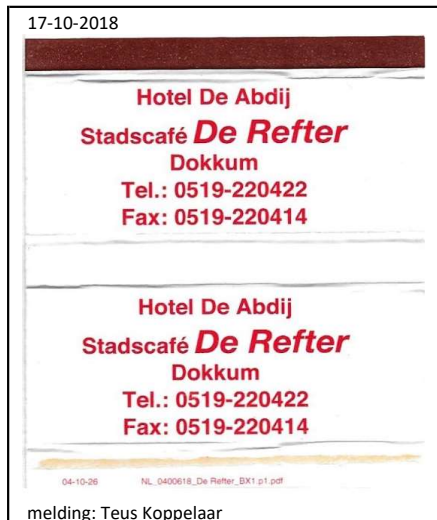 17-10-2018
Hotel De Abdij
Stadscafé De Refter
Dokkum
Tel.: 0519-220422
Fax: 0519-220414
Hotel De Abdij
Stadscafé De Refter
Dokkum
Tel.: 0519-220422
Fax: 0519-220414
04-10-26 NL_0400618_De Refter_BX1.p1.pdf
melding: Teus Koppelaar